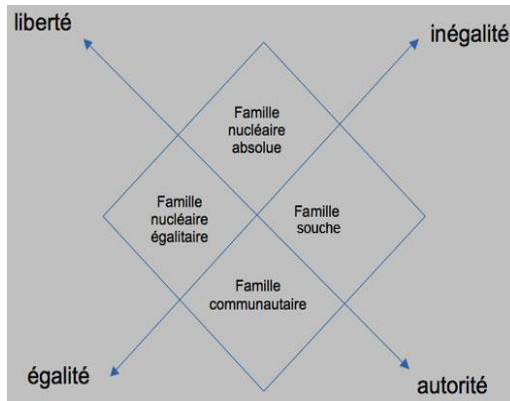 liberté
inégalité
Famille
nucléaire
absolue
Famille
nucléaire
égalitaire
Famille
souche
Famille
communautaire
égalité
autorité